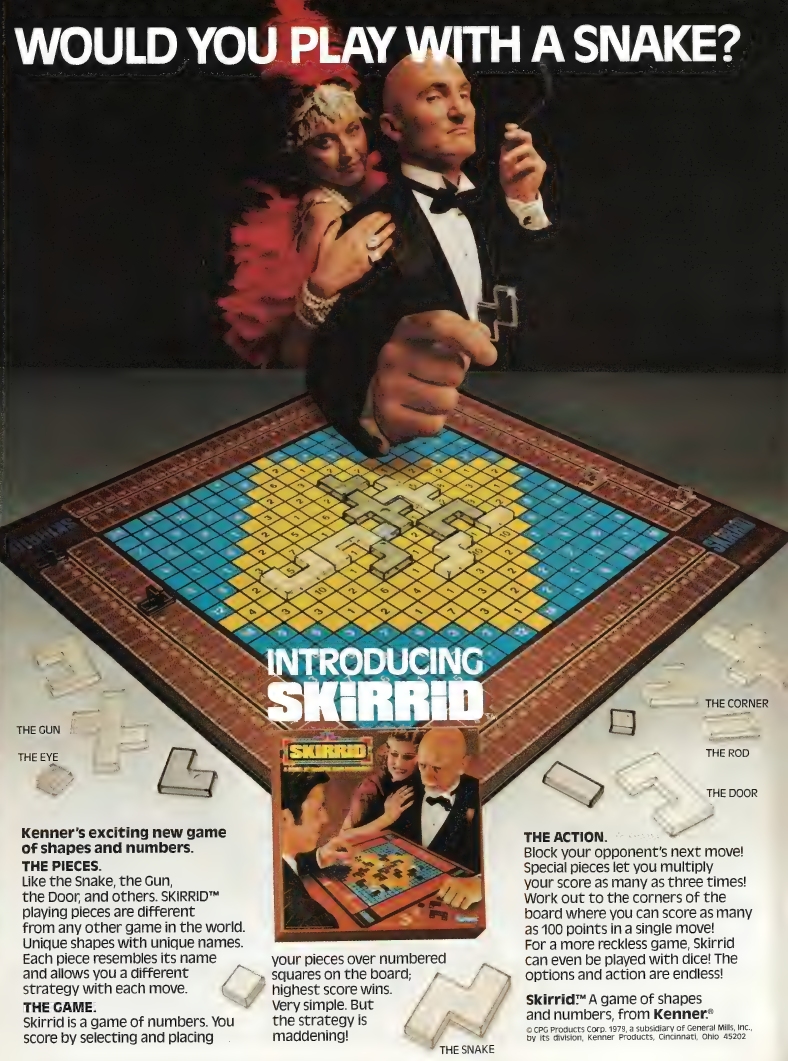 WOULD YOU PLAY WITH A SNAKE?
SKIRRID
INTRODUCING
SKiRRiD™
THE GUN
THE EYE
THE CORNER
THE ROD
THE DOOR
SKiRRiD
Kenner's exciting new game
of shapes and numbers.
THE PIECES.
Like the Snake, the Gun,
the Door, and others. SKIRRID™
playing pieces are different
from any other game in the world.
Unique shapes with unique names.
Each piece resembles its name
and allows you a different
strategy with each move.
THE GAME.
Skirrid is a game of numbers. You
score by selecting and placing
your pieces over numbered
squares on the board;
highest score wins.
Very simple. But
the strategy is
maddening!
THE SNAKE
THE ACTION.
Block your opponent's next move!
Special pieces let you multiply
your score as many as three times!
Work out to the corners of the
board where you can score as many
as 100 points in a single move!
For a more reckless game, Skirrid
can even be played with dice! The
options and action are endless!
Skirrid.™ A game of shapes
and numbers, from Kenner.®
© CPG Products Corp. 1979, a subsidiary of General Mills, Inc.,
by its division, Kenner Products, Cincinnati, Ohio 45202